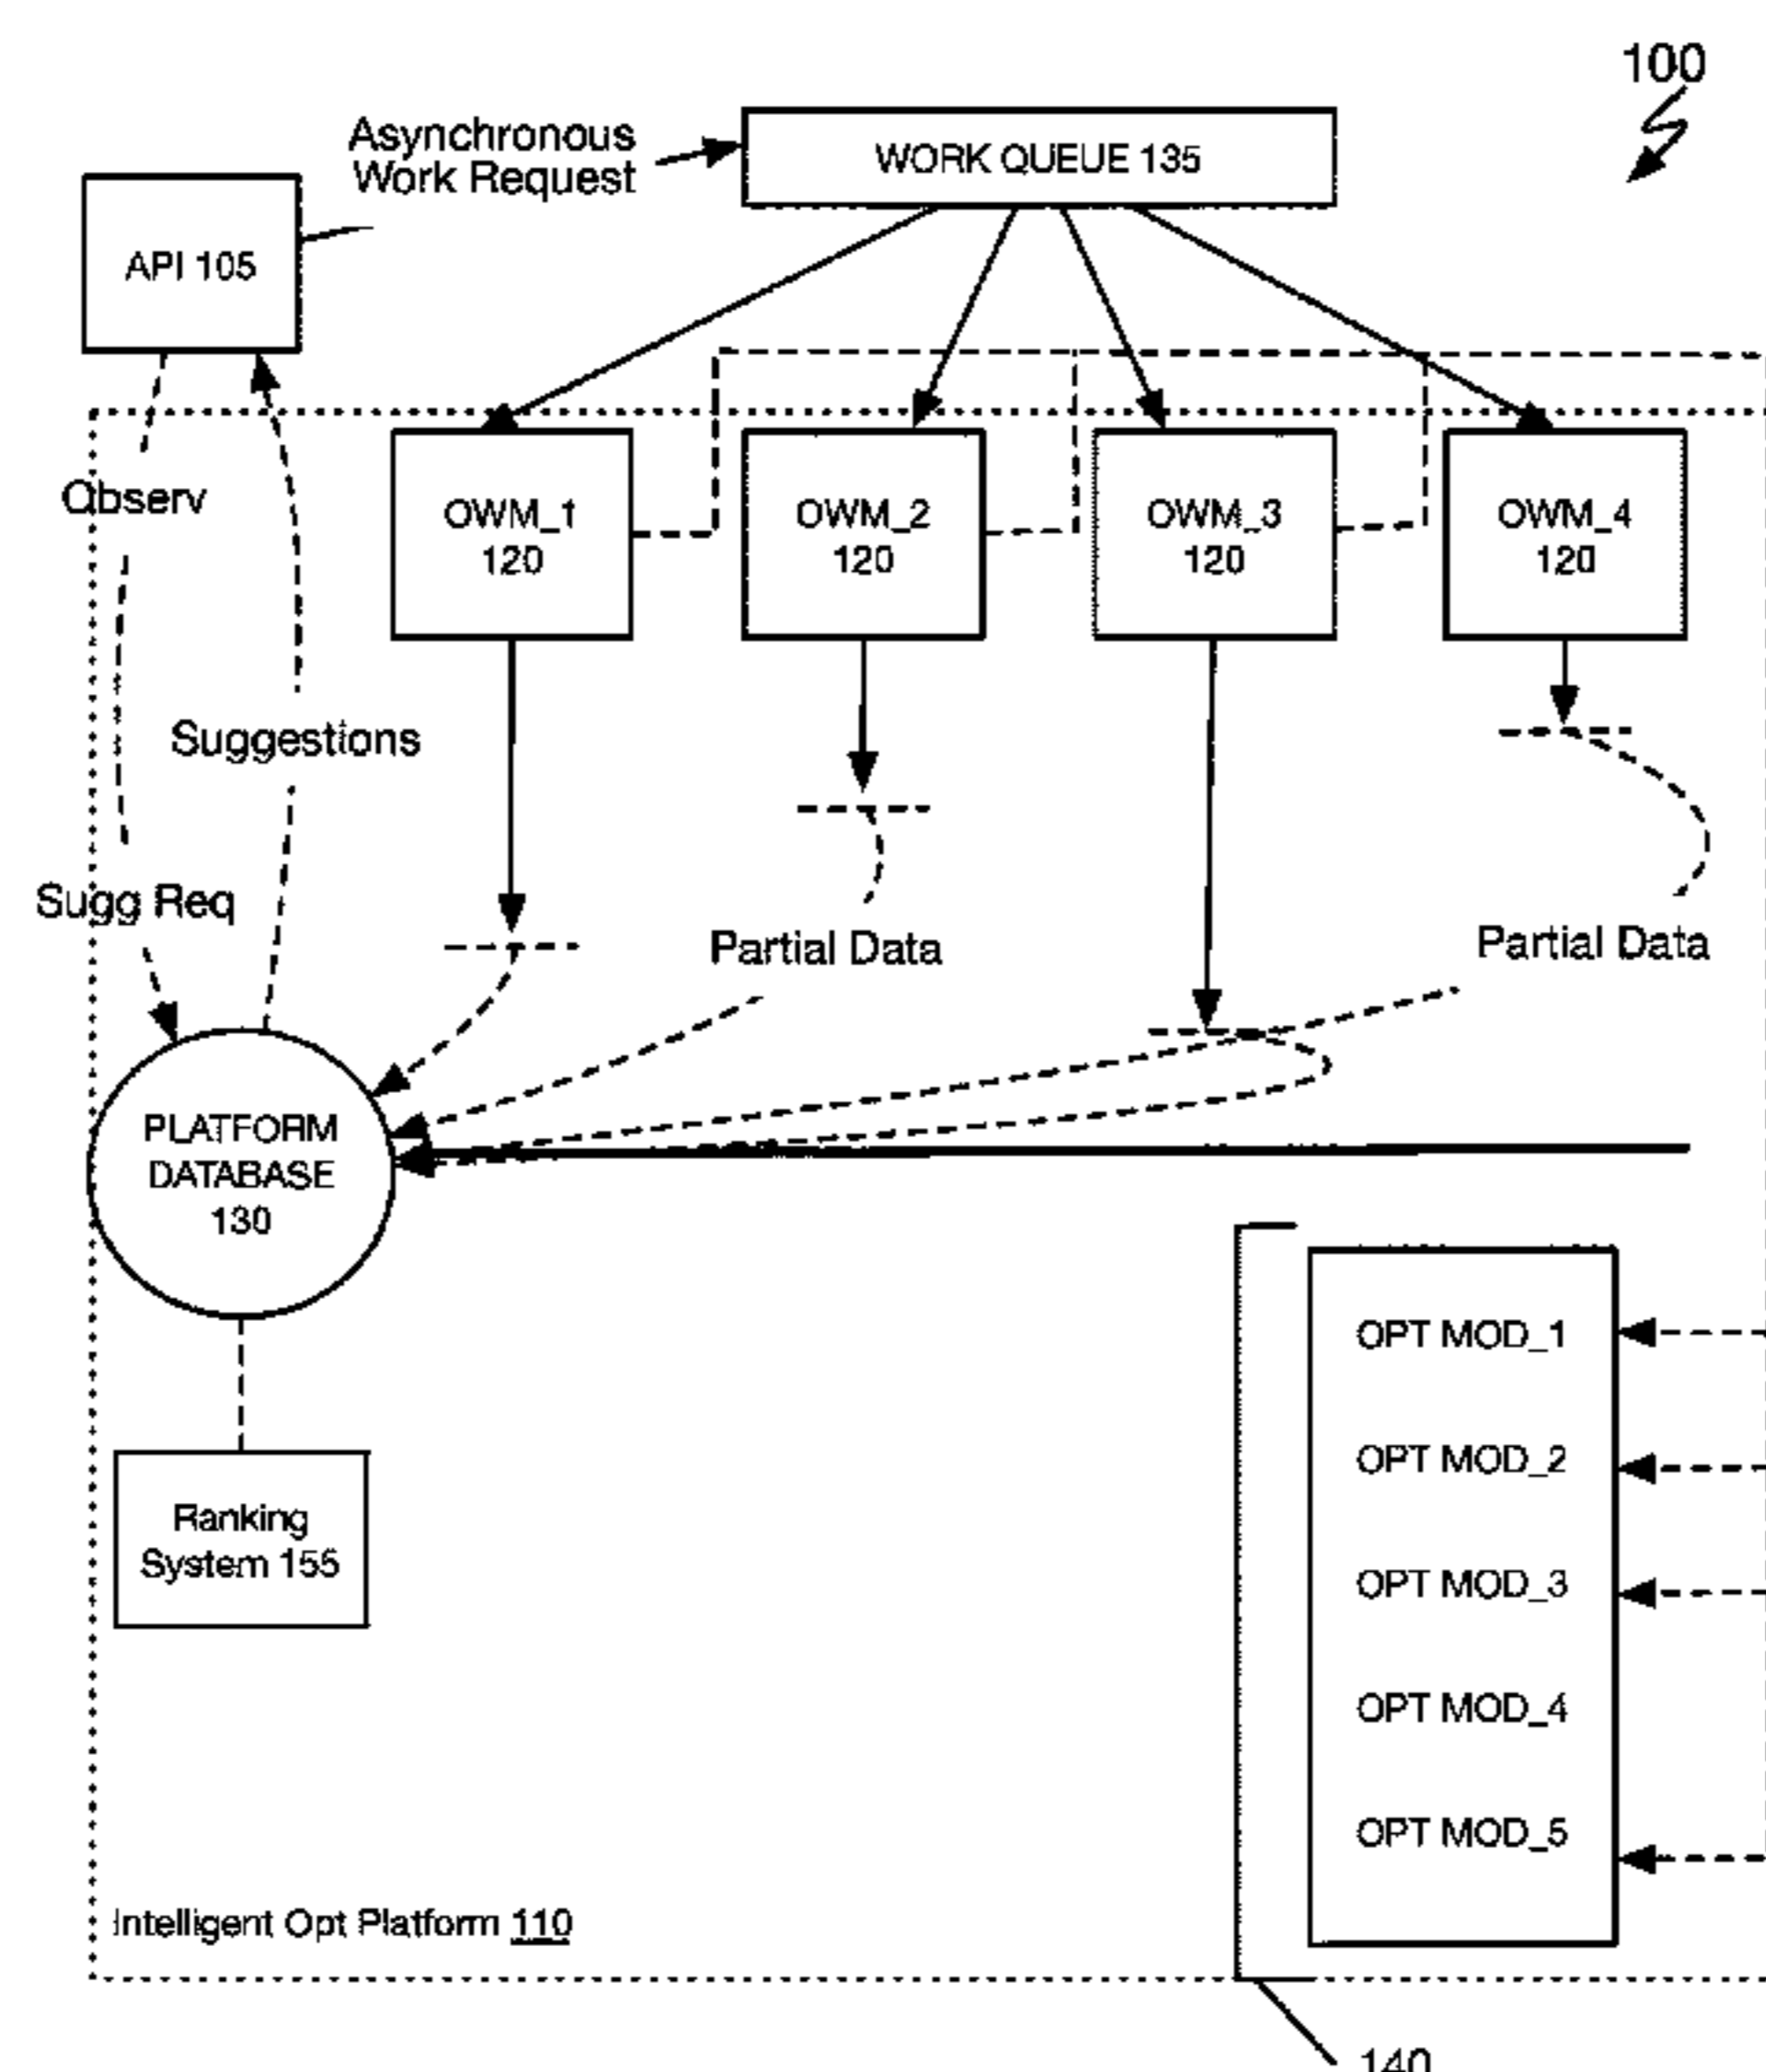 100
Asynchronous
Work Request
WORK QUEUE 135
API 105
Observ
OWM_1
120
OWM_2
120
OWM_3
120
OWM_4
120
Suggestions
Sugg Req
Partial Data
Partial Data
PLATFORM
DATABASE
130
OPT MOD_1
OPT MOD_2
OPT MOD_3
OPT MOD_4
OPT MOD_5
Ranking
System 155
Intelligent Opt Platform 110
140